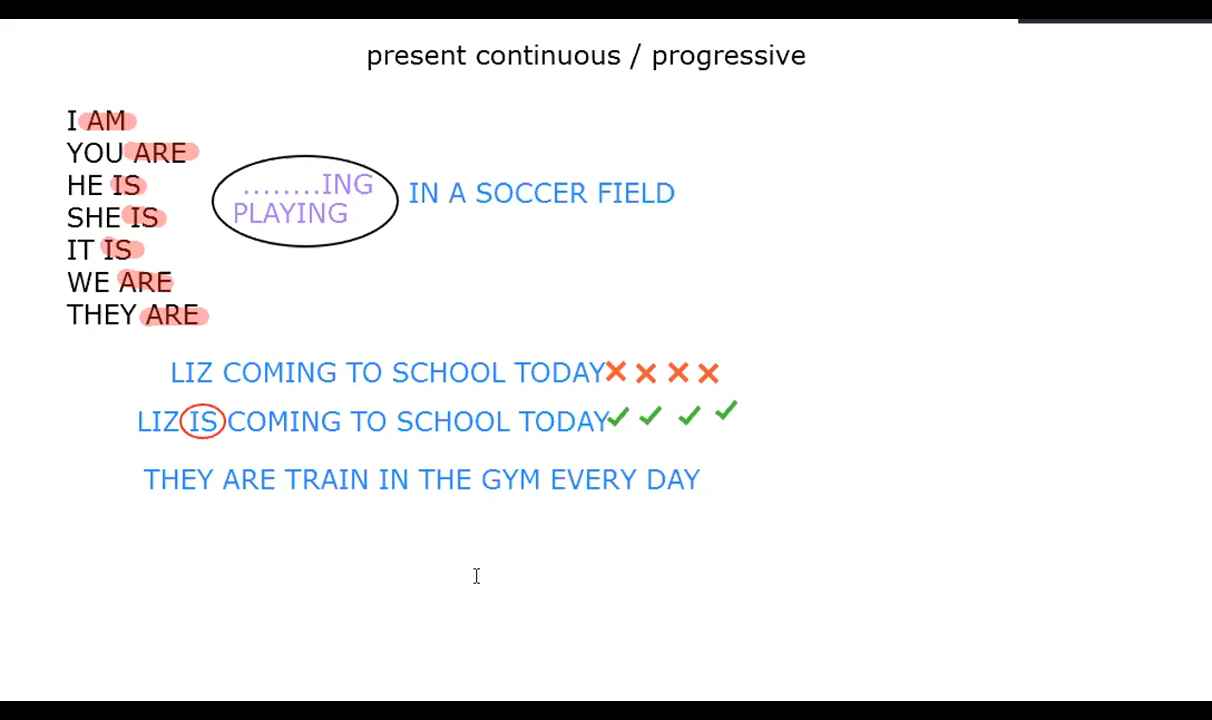 present continuous / progressive
I AM
YOU ARE
HE IS
SHE IS
IT IS
WE ARE
THEY ARE
........ING
PLAYING
IN A SOCCER FIELD
LIZ COMING TO SCHOOL TODAY
LIZ IS COMING TO SCHOOL TODAY
THEY ARE TRAIN IN THE GYM EVERY DAY